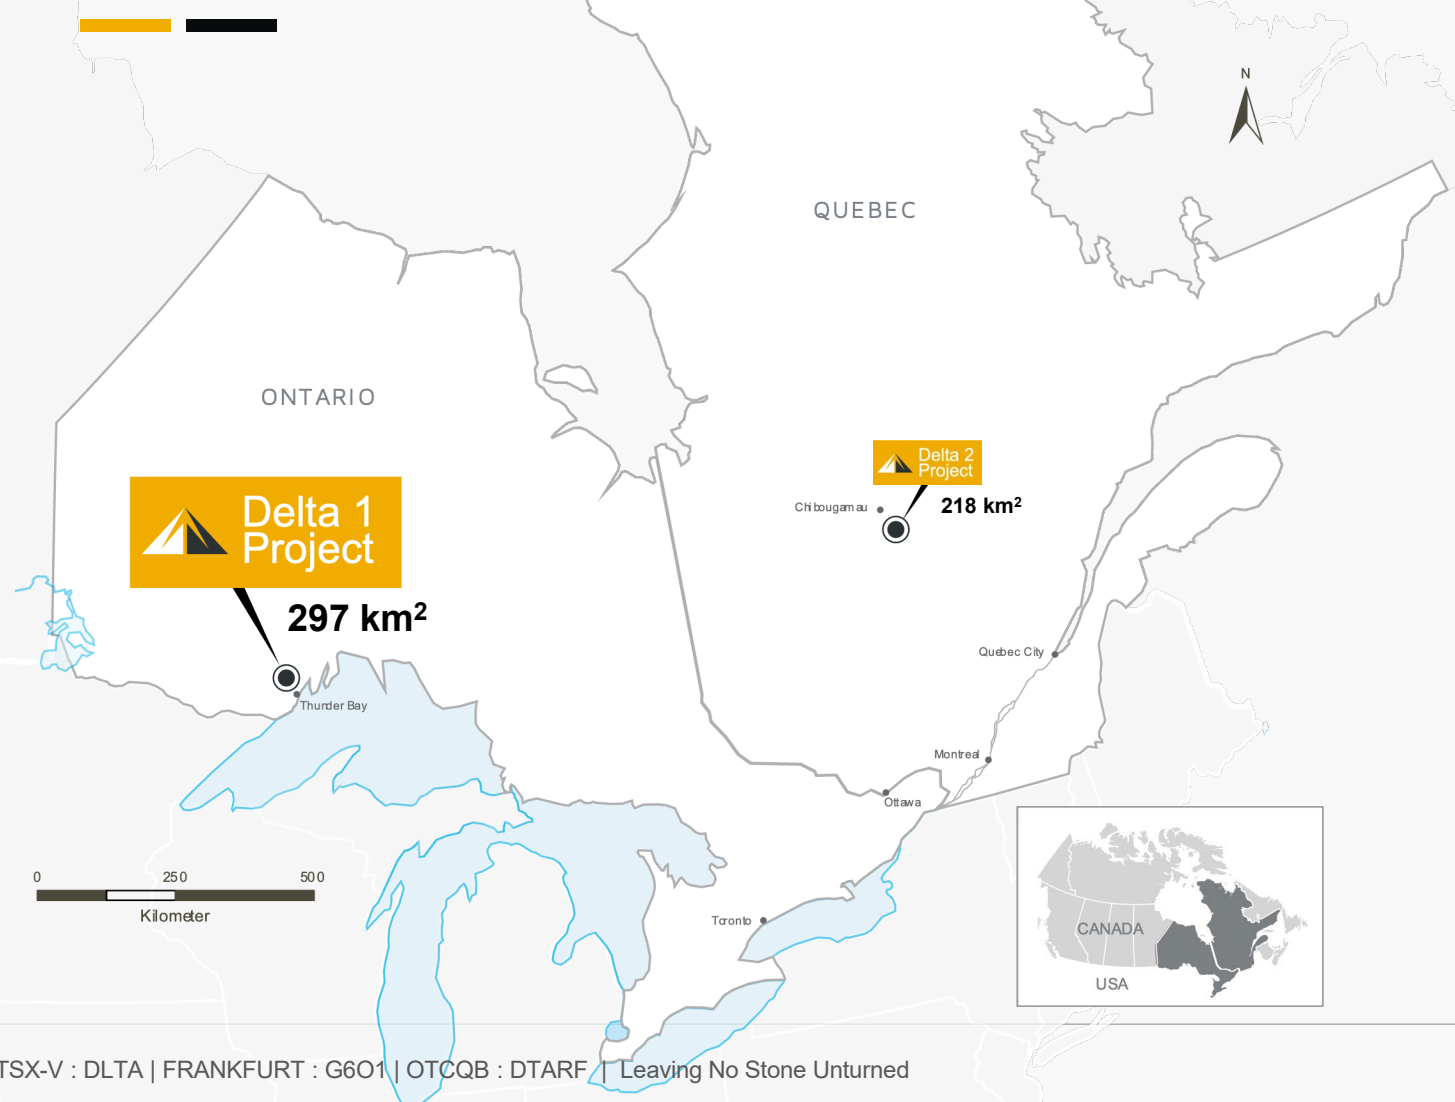 N
QUEBEC
ONTARIO
Delta 2
Project
218 km²
Chibougamau
Delta 1
Project
297 km²
Quebec City
Thunder Bay
Montreal
Ottawa
0 250 500
Kilometer
Toronto
CANADA
USA
TSX-V : DLTA | FRANKFURT : G6O1 | OTCQB : DTARF | Leaving No Stone Unturned